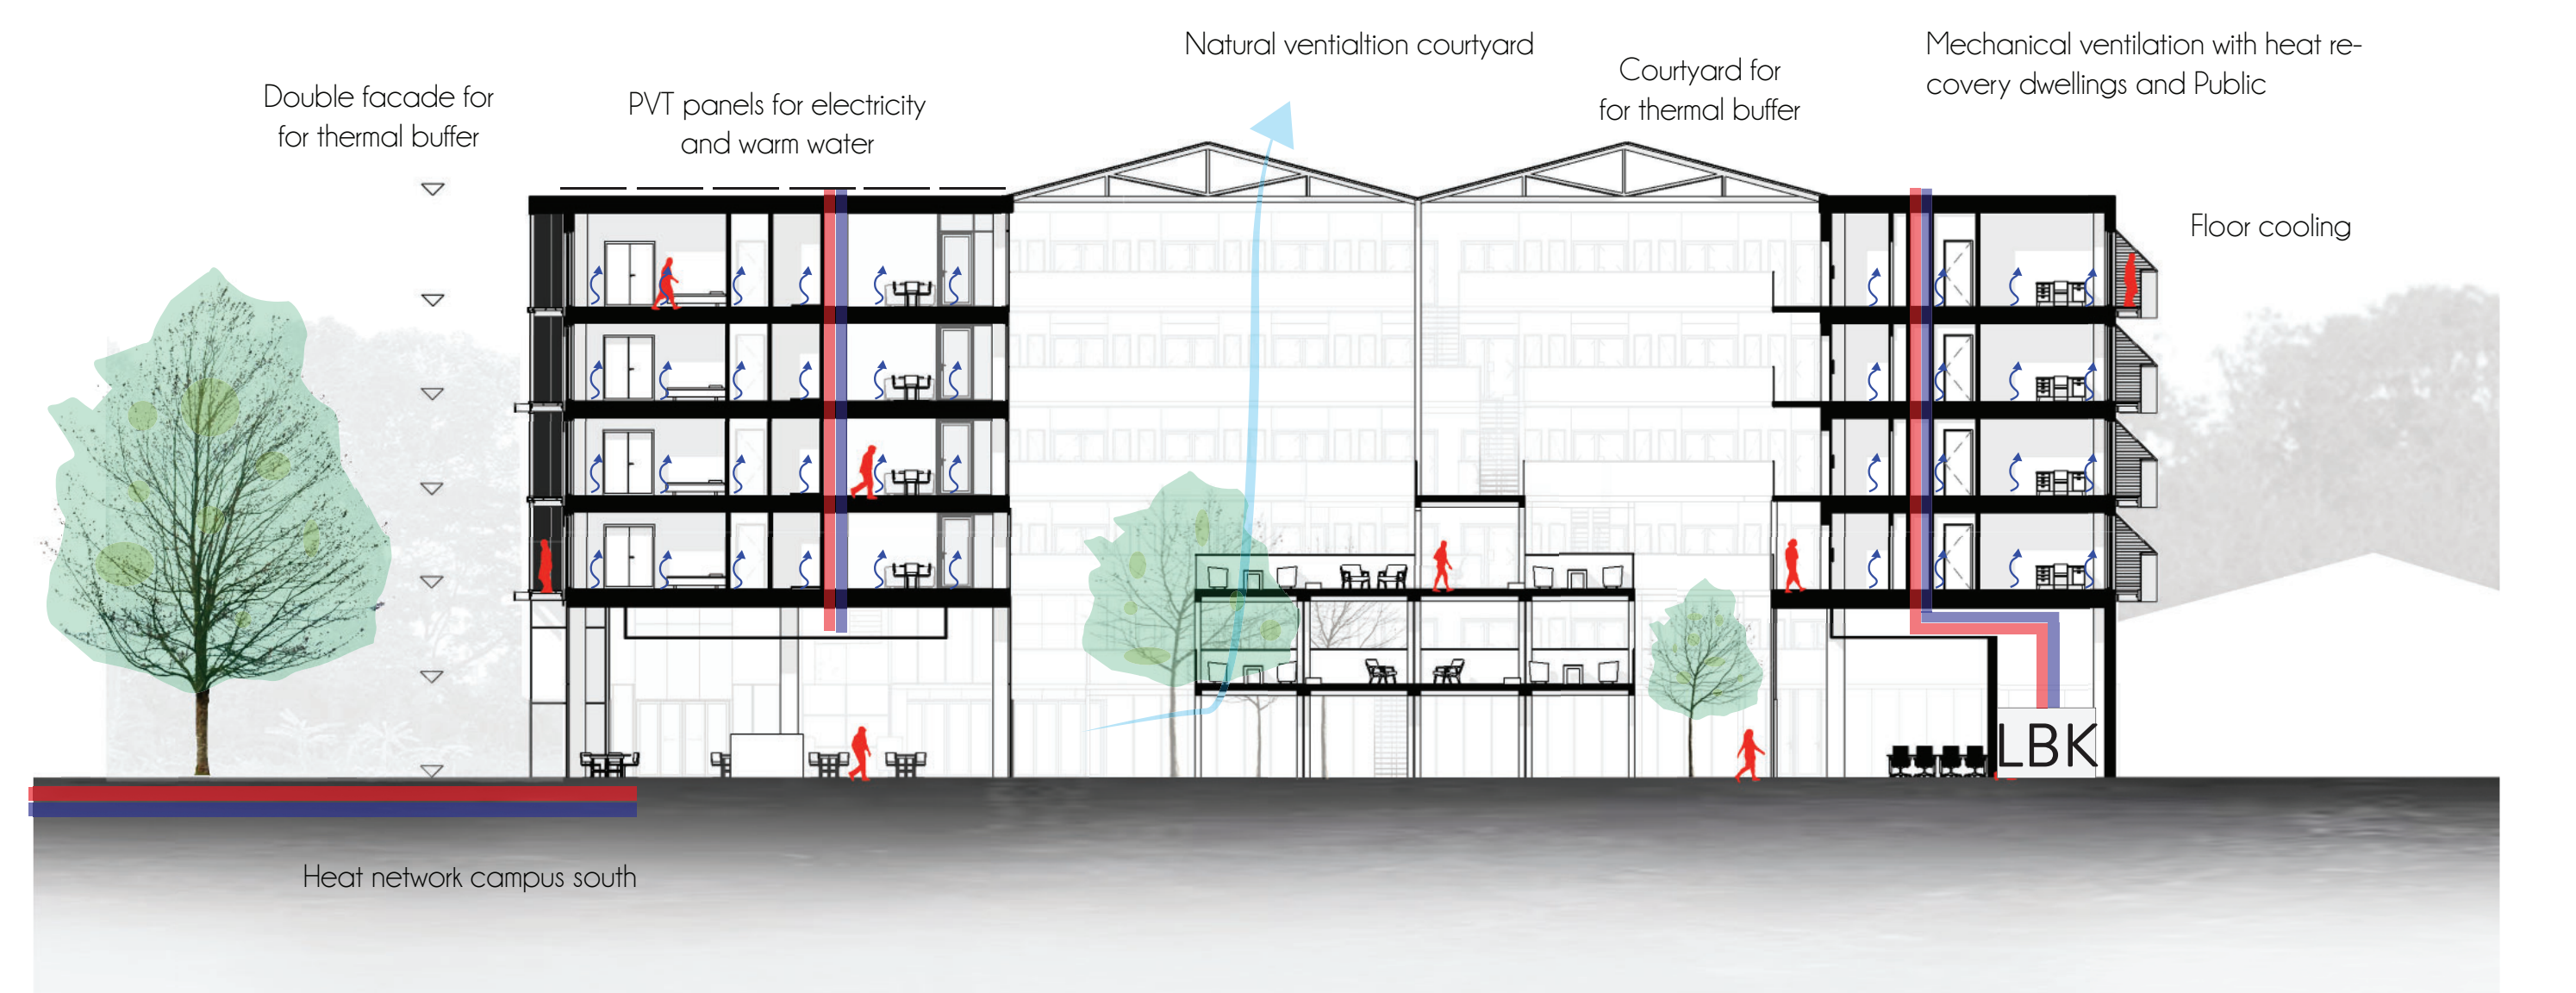 Natural ventialtion courtyard
Mechanical ventilation with heat re-
covery dwellings and Public
Courtyard for
for thermal buffer
Double facade for
for thermal buffer
PVT panels for electricity
and warm water
Floor cooling
LBK
Heat network campus south